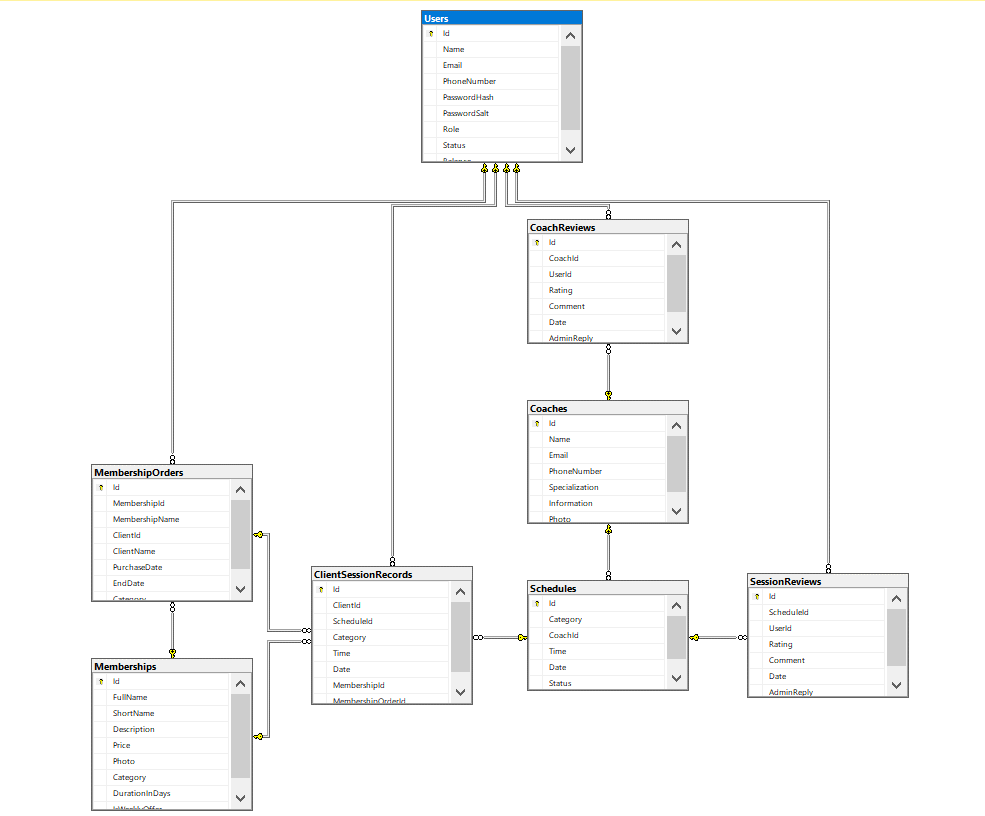 Users
Id
Name
Email
PhoneNumber
PasswordHash
PasswordSalt
Role
Status
CoachReviews
Id
CoachId
UserId
Rating
Comment
Date
AdminReply
Coaches
Id
Name
Email
PhoneNumber
Specialization
Information
Photo
MembershipOrders
Id
MembershipId
MembershipName
ClientId
ClientName
PurchaseDate
EndDate
Category
ClientSessionRecords
Id
ClientId
ScheduleId
Category
Time
Date
MembershipId
MembershipOrderId
Schedules
Id
Category
CoachId
Time
Date
Status
SessionReviews
Id
ScheduleId
UserId
Rating
Comment
Date
AdminReply
Memberships
Id
FullName
ShortName
Description
Price
Photo
Category
DurationInDays